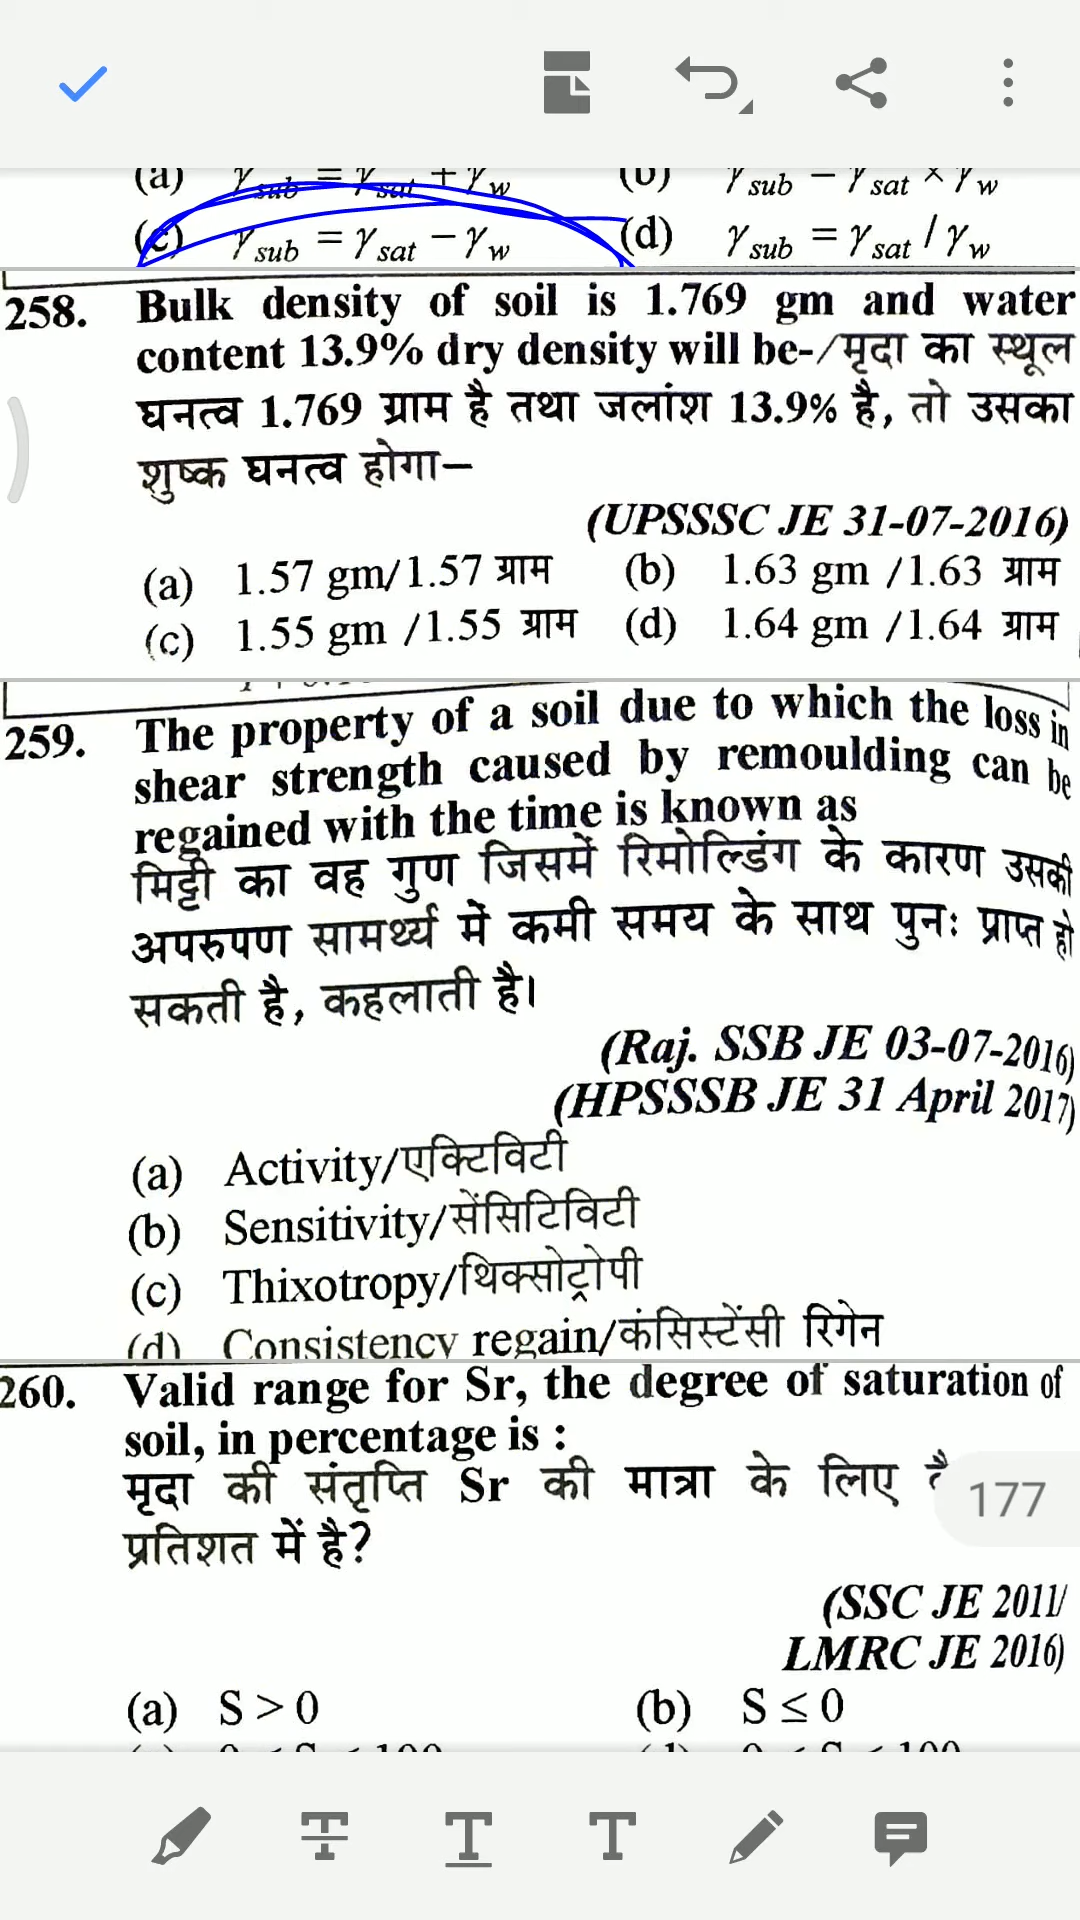 (a) γsub = γsat + γw (b) γsub = γsat × γw
(c) γsub = γsat − γw (d) γsub = γsat / γw
258. Bulk density of soil is 1.769 gm and water
content 13.9% dry density will be-/मृदा का स्थूल
घनत्व 1.769 ग्राम है तथा जलांश 13.9% है, तो उसका
शुष्क घनत्व होगा–
(UPSSSC JE 31-07-2016)
(a) 1.57 gm/1.57 ग्राम (b) 1.63 gm /1.63 ग्राम
(c) 1.55 gm /1.55 ग्राम (d) 1.64 gm /1.64 ग्राम
259. The property of a soil due to which the loss in
shear strength caused by remoulding can be
regained with the time is known as
मिट्टी का वह गुण जिसमें रिमोल्डिंग के कारण उसकी
अपरुपण सामर्थ्य में कमी समय के साथ पुनः प्राप्त हो
सकती है, कहलाती है।
(Raj. SSB JE 03-07-2016)
(HPSSSB JE 31 April 2017)
(a) Activity/एक्टिविटी
(b) Sensitivity/सेंसिटिविटी
(c) Thixotropy/थिक्सोट्रोपी
(d) Consistency regain/कंसिस्टेंसी रिगेन
260. Valid range for Sr, the degree of saturation of
soil, in percentage is :
मृदा की संतृप्ति Sr की मात्रा के लिए
177
प्रतिशत में है?
(SSC JE 2011/
LMRC JE 2016)
(a) S > 0 (b) S ≤ 0